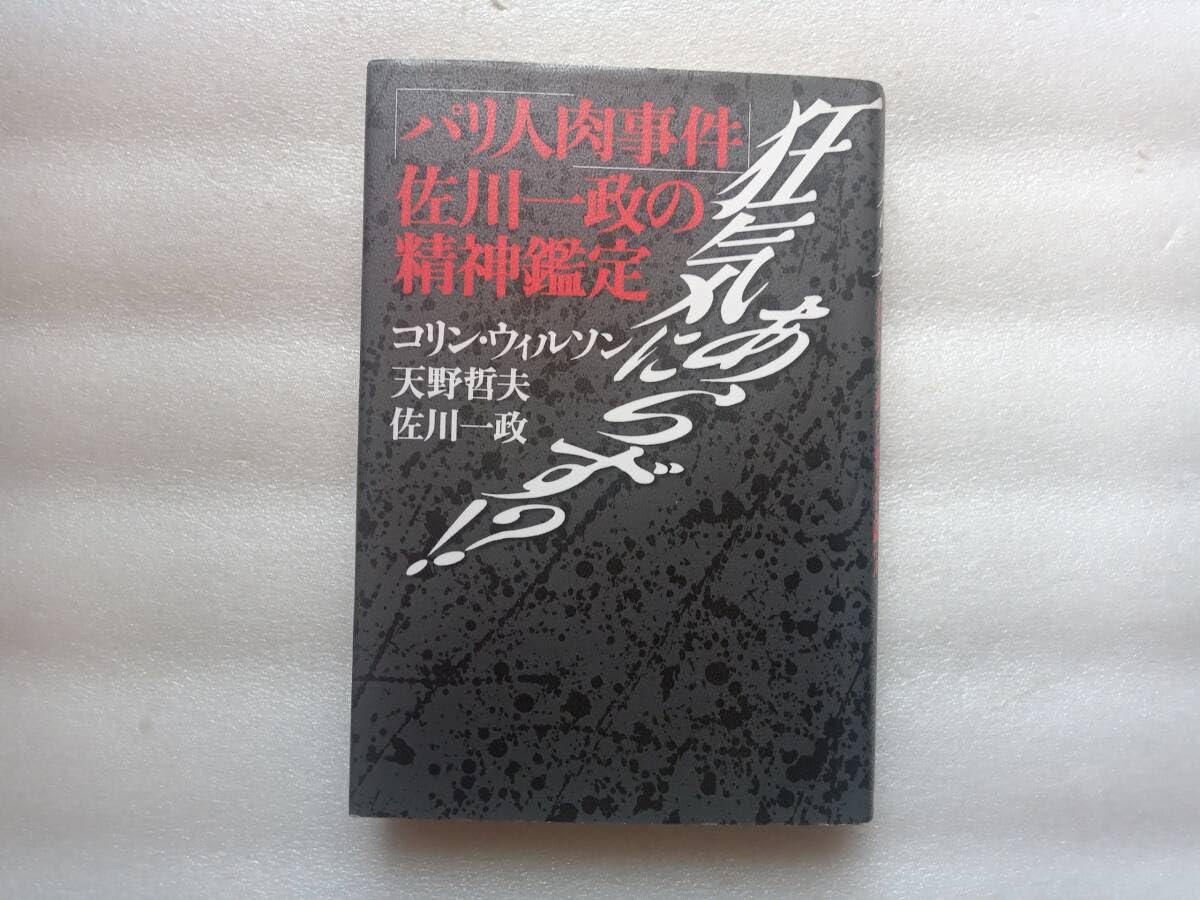 狂気にあらず!?
「パリ人肉事件」
佐川一政の
精神鑑定
コリン・ウィルソン
天野哲夫
佐川一政